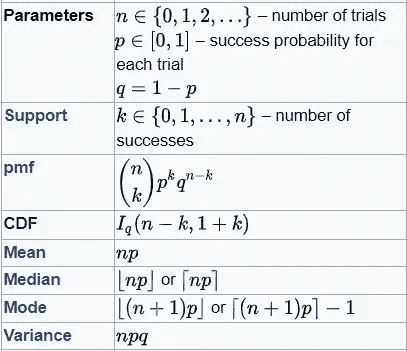 Parameters n ∈ {0, 1, 2, …} – number of trials
p ∈ [0, 1] – success probability for
each trial
q = 1 − p
Support k ∈ {0, 1, …, n} – number of
successes
pmf (n k) p^k q^{n−k}
CDF I_q(n − k, 1 + k)
Mean np
Median ⌊np⌋ or ⌈np⌉
Mode ⌊(n + 1)p⌋ or ⌈(n + 1)p⌉ − 1
Variance npq